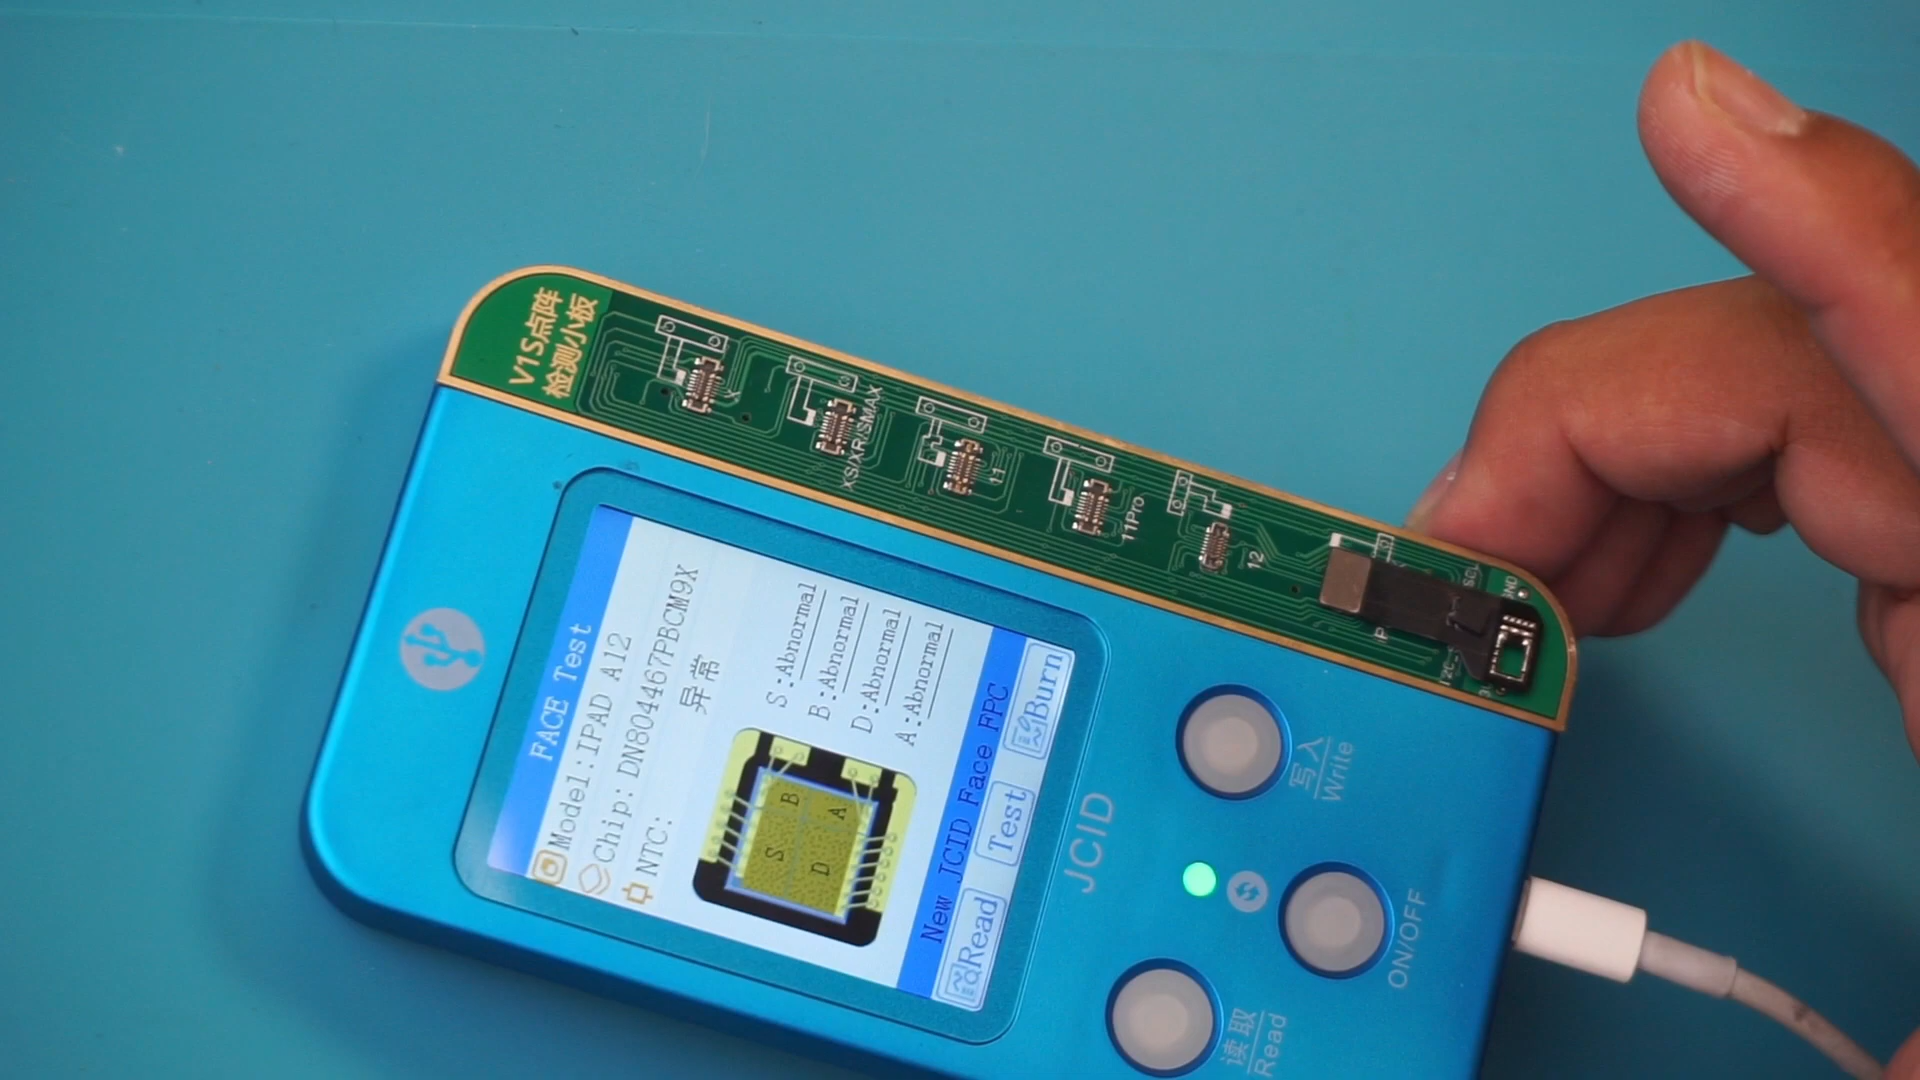 V1S点阵
检测小板
X
XS/XR/SMAX
11
11Pro
12
GND
FACE Test
Model:IPAD A12
Chip: DN804467PBCM9X
NTC: 异常
S:Abnormal
B:Abnormal
D:Abnormal
A:Abnormal
S
B
D
A
New JCID Face FPC
Read
Test
Burn
JCID
写入
Write
ON/OFF
读取
Read